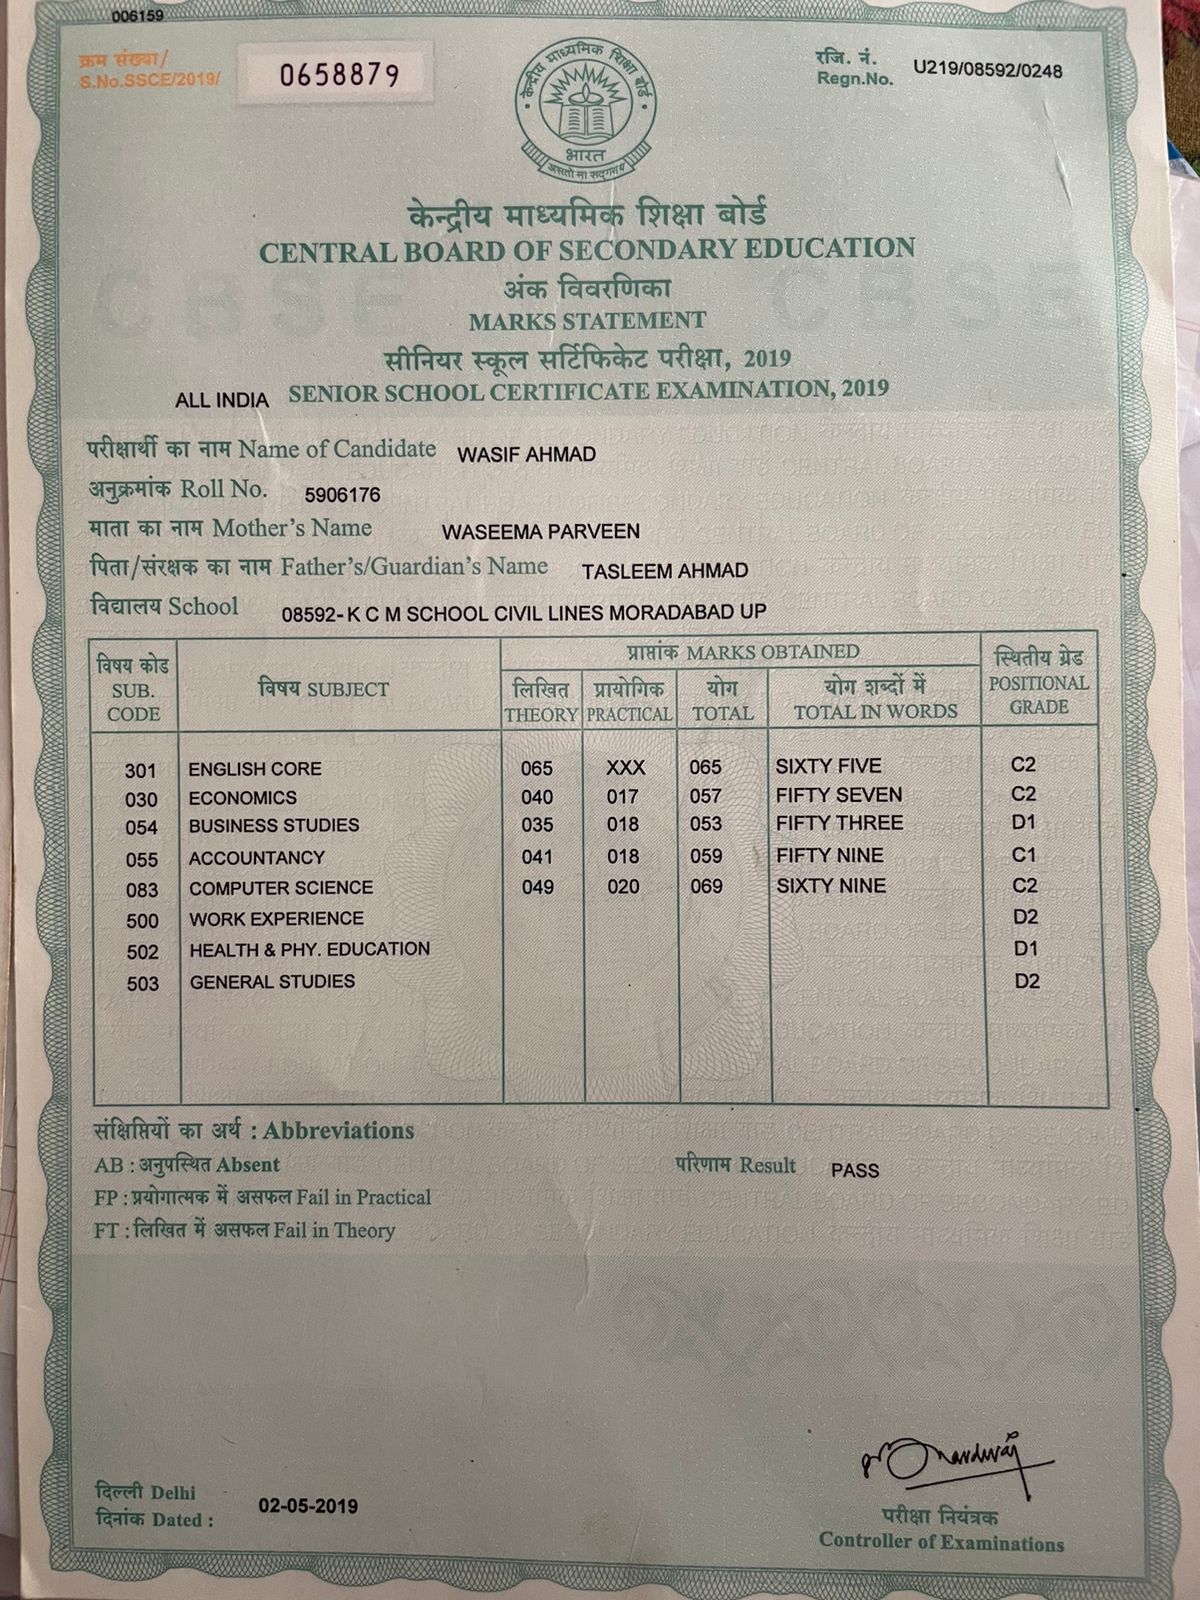 006159
क्रम संख्या/
S.No.SSCE/2019/ 0658879
रजि. नं.
Regn.No. U219/08592/0248
केन्द्रीय माध्यमिक शिक्षा बोर्ड
भारत
असतो मा सद्गमय
केन्द्रीय माध्यमिक शिक्षा बोर्ड
CENTRAL BOARD OF SECONDARY EDUCATION
अंक विवरणिका
MARKS STATEMENT
सीनियर स्कूल सर्टिफिकेट परीक्षा, 2019
ALL INDIA SENIOR SCHOOL CERTIFICATE EXAMINATION, 2019
परीक्षार्थी का नाम Name of Candidate WASIF AHMAD
अनुक्रमांक Roll No. 5906176
माता का नाम Mother's Name WASEEMA PARVEEN
पिता/संरक्षक का नाम Father's/Guardian's Name TASLEEM AHMAD
विद्यालय School 08592-K C M SCHOOL CIVIL LINES MORADABAD UP
विषय कोड SUB. CODE
विषय SUBJECT
प्राप्तांक MARKS OBTAINED
लिखित THEORY
प्रायोगिक PRACTICAL
योग TOTAL
योग शब्दों में TOTAL IN WORDS
स्थितीय ग्रेड POSITIONAL GRADE
301 ENGLISH CORE 065 XXX 065 SIXTY FIVE C2
030 ECONOMICS 040 017 057 FIFTY SEVEN C2
054 BUSINESS STUDIES 035 018 053 FIFTY THREE D1
055 ACCOUNTANCY 041 018 059 FIFTY NINE C1
083 COMPUTER SCIENCE 049 020 069 SIXTY NINE C2
500 WORK EXPERIENCE D2
502 HEALTH & PHY. EDUCATION D1
503 GENERAL STUDIES D2
संक्षिप्तियों का अर्थ : Abbreviations
AB : अनुपस्थित Absent
परिणाम Result PASS
FP : प्रयोगात्मक में असफल Fail in Practical
FT : लिखित में असफल Fail in Theory
दिल्ली Delhi
दिनांक Dated : 02-05-2019
परीक्षा नियंत्रक
Controller of Examinations